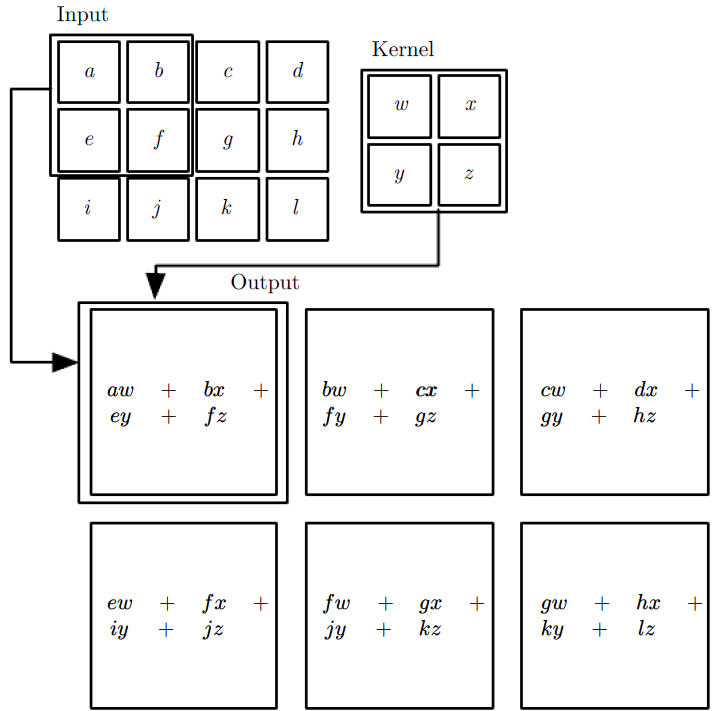 Input
a b c d
Kernel
w x
e f g h
y z
i j k l
Output
aw + bx +
ey + fz
bw + cx +
fy + gz
cw + dx +
gy + hz
ew + fx +
iy + jz
fw + gx +
jy + kz
gw + hx +
ky + lz